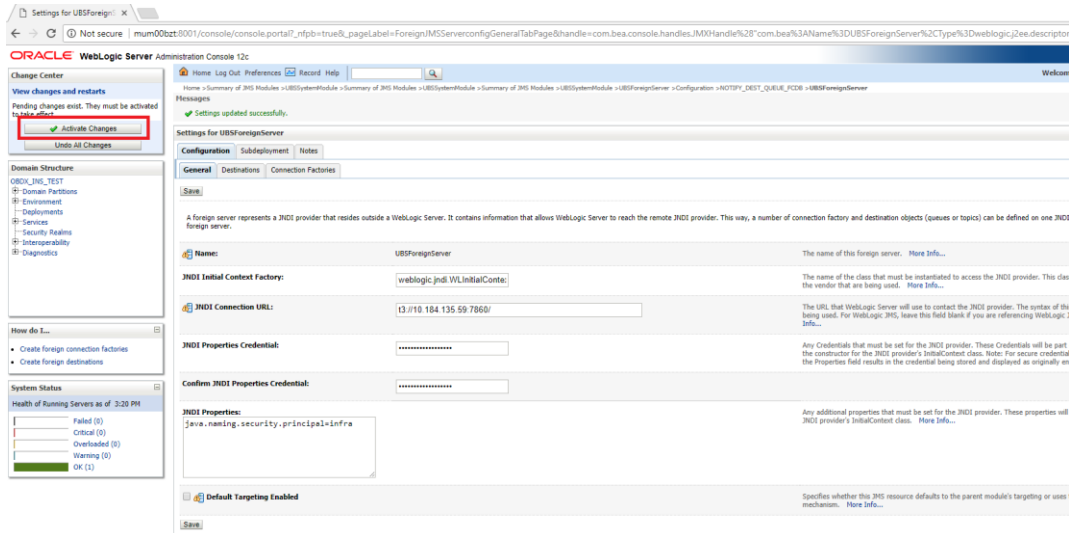 Settings for UBSForeign
Not secure | mum00bzt:8001/console/console.portal?_nfpb=true&_pageLabel=ForeignJMSServerconfigGeneralTabPage&handle=com.bea.console.handles.JMXHandle%28"com.bea%3AName%3DUBSForeignServer%2CType%3Dweblogic.j2ee.descriptor
ORACLE WebLogic Server Administration Console 12c
Change Center
View changes and restarts
Pending changes exist. They must be activated
to take effect.
Activate Changes
Undo All Changes
Domain Structure
OBDX_INS_TEST
Domain Partitions
Environment
Deployments
Services
Security Realms
Interoperability
Diagnostics
How do I...
Create foreign connection factories
Create foreign destinations
System Status
Health of Running Servers as of 3:20 PM
Failed (0)
Critical (0)
Overloaded (0)
Warning (0)
OK (1)
Home Log Out Preferences Record Help
Welcom
Home >Summary of JMS Modules >UBSSystemModule >Summary of JMS Modules >UBSSystemModule >Summary of JMS Modules >UBSSystemModule >UBSForeignServer >Configuration >NOTIFY_DEST_QUEUE_FCDB >UBSForeignServer
Messages
Settings updated successfully.
Settings for UBSForeignServer
Configuration Subdeployment Notes
General Destinations Connection Factories
Save
A foreign server represents a JNDI provider that resides outside a WebLogic Server. It contains information that allows WebLogic Server to reach the remote JNDI provider. This way, a number of connection factory and destination objects (queues or topics) can be defined on one JNDI
foreign server.
Name: UBSForeignServer The name of this foreign server. More Info...
JNDI Initial Context Factory: weblogic.jndi.WLInitialConte: The name of the class that must be instantiated to access the JNDI provider. This clas
the vendor that are being used. More Info...
JNDI Connection URL: t3://10.184.135.59:7860/ The URL that WebLogic Server will use to contact the JNDI provider. The syntax of thi
being used. For WebLogic JMS, leave this field blank if you are referencing WebLogic J
Info...
JNDI Properties Credential: •••••••••••••••••• Any Credentials that must be set for the JNDI provider. These Credentials will be part
the constructor for the JNDI provider's InitialContext class. Note: For secure credential
the Properties field results in the credential being stored and displayed as originally en
Confirm JNDI Properties Credential: ••••••••••••••••••
JNDI Properties: Any additional properties that must be set for the JNDI provider. These properties will
JNDI provider's InitialContext class. More Info...
java.naming.security.principal=infra
Default Targeting Enabled Specifies whether this JMS resource defaults to the parent module's targeting or uses
mechanism. More Info...
Save